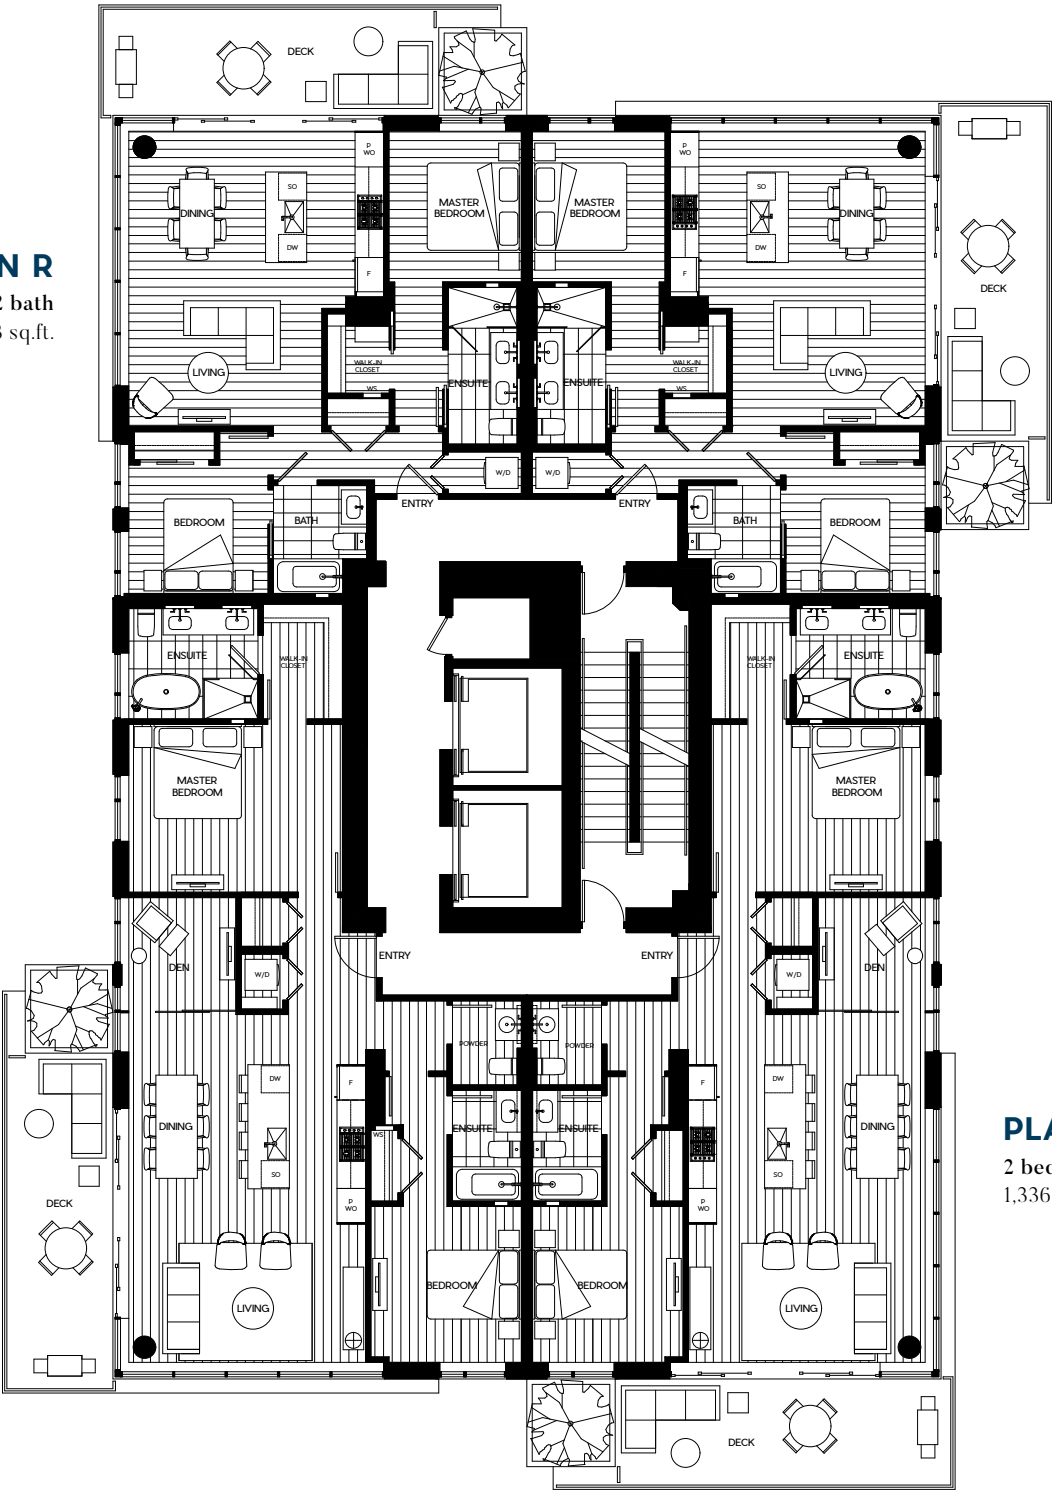 DECK
P
WO
P
WO
SO
SO
MASTER
BEDROOM
MASTER
BEDROOM
DINING
DINING
DW
DW
N R
2 bath
sq.ft.
F
F
DECK
WALK-IN
CLOSET
WALK-IN
CLOSET
LIVING
LIVING
ENSUITE
ENSUITE
WS
WS
W/D
W/D
ENTRY
ENTRY
BEDROOM
BATH
BATH
BEDROOM
ENSUITE
WALK-IN
CLOSET
WALK-IN
CLOSET
ENSUITE
MASTER
BEDROOM
MASTER
BEDROOM
ENTRY
ENTRY
DEN
W/D
W/D
DEN
POWDER
POWDER
DW
F
F
DW
DINING
WS
ENSUITE
ENSUITE
DINING
PLA
2 bed
1,336
SO
SO
DECK
P
WO
P
WO
BEDROOM
BEDROOM
LIVING
LIVING
DECK